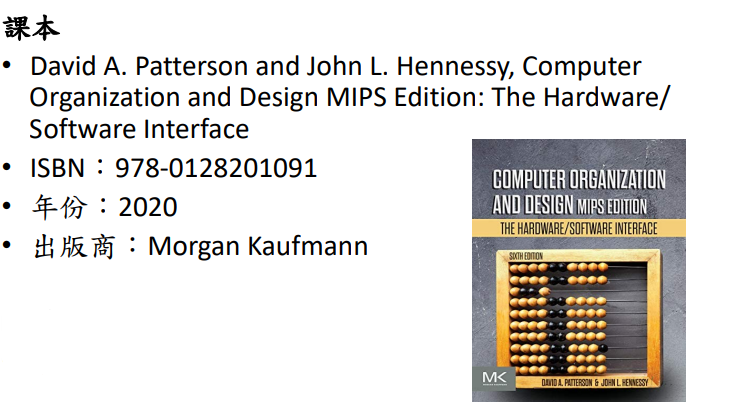 課本
• David A. Patterson and John L. Hennessy, Computer
Organization and Design MIPS Edition: The Hardware/
Software Interface
• ISBN：978-0128201091
• 年份：2020
• 出版商：Morgan Kaufmann
COMPUTER ORGANIZATION
AND DESIGN MIPS EDITION
THE HARDWARE/SOFTWARE INTERFACE
SIXTH EDITION
MK
DAVID A. PATTERSON & JOHN L. HENNESSY